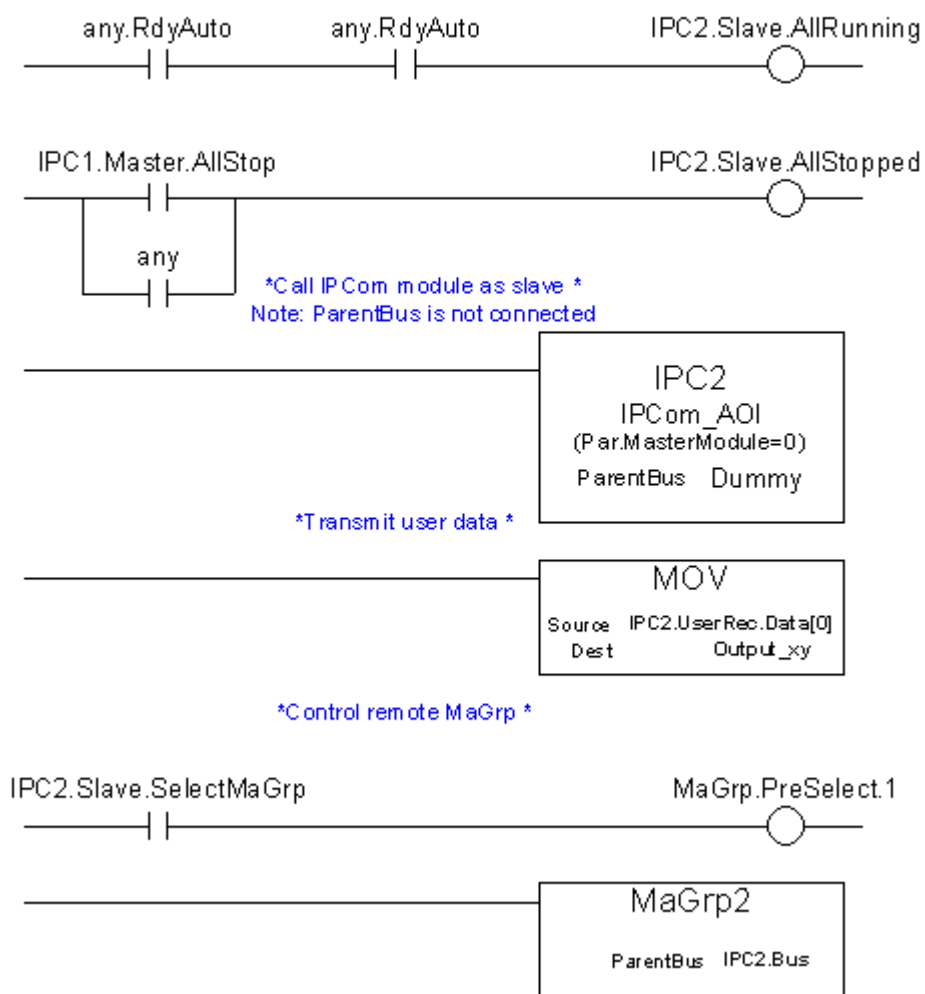 any.RdyAuto any.RdyAuto IPC2.Slave.AllRunning
IPC1.Master.AllStop IPC2.Slave.AllStopped
any
*Call IPCom module as slave *
Note: ParentBus is not connected
IPC2
IPCom_AOI
(Par.MasterModule=0)
ParentBus Dummy
*Transmit user data *
MOV
Source IPC2.UserRec.Data[0]
Dest Output_xy
*Control remote MaGrp *
IPC2.Slave.SelectMaGrp MaGrp.PreSelect.1
MaGrp2
ParentBus IPC2.Bus